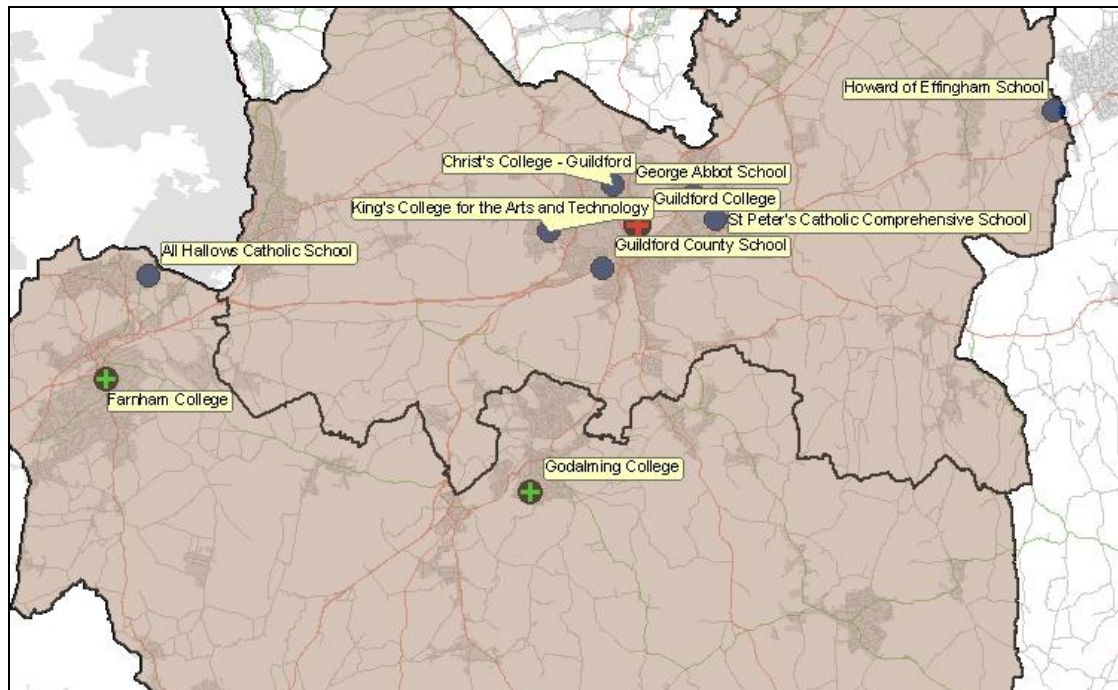 Howard of Effingham School
Christ's College - Guildford
George Abbot School
King's College for the Arts and Technology
Guildford College
St Peter's Catholic Comprehensive School
All Hallows Catholic School
Guildford County School
Farnham College
Godalming College